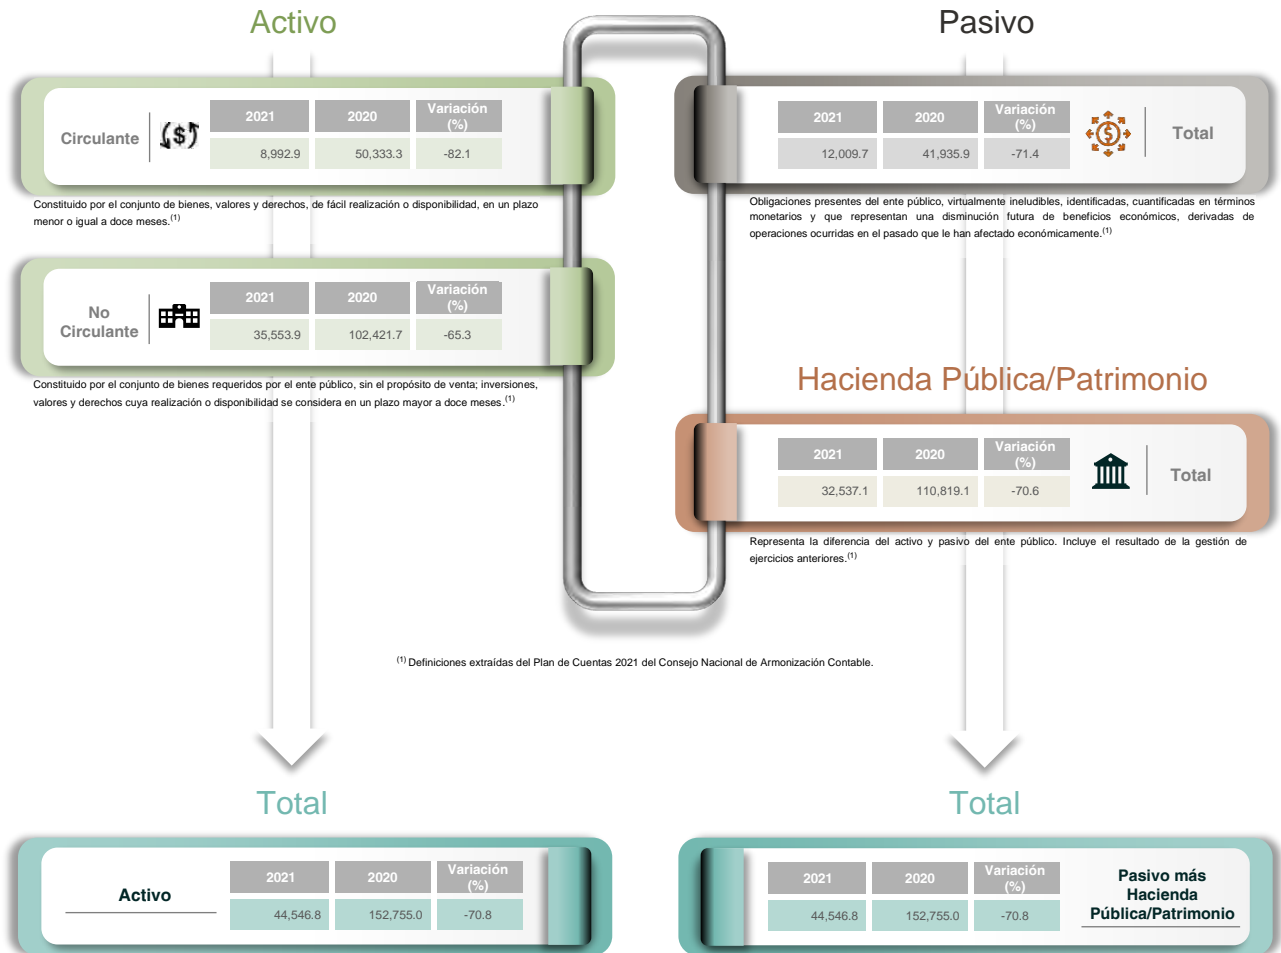 Activo
Circulante
2021 2020 Variación (%)
8,992.9 50,333.3 -82.1
Constituido por el conjunto de bienes, valores y derechos, de fácil realización o disponibilidad, en un plazo
menor o igual a doce meses.(1)
No
Circulante
2021 2020 Variación (%)
35,553.9 102,421.7 -65.3
Constituido por el conjunto de bienes requeridos por el ente público, sin el propósito de venta; inversiones,
valores y derechos cuya realización o disponibilidad se considera en un plazo mayor a doce meses.(1)
Pasivo
2021 2020 Variación (%)
12,009.7 41,935.9 -71.4
Total
Obligaciones presentes del ente público, virtualmente ineludibles, identificadas, cuantificadas en términos
monetarios y que representan una disminución futura de beneficios económicos, derivadas de
operaciones ocurridas en el pasado que le han afectado económicamente.(1)
Hacienda Pública/Patrimonio
2021 2020 Variación (%)
32,537.1 110,819.1 -70.6
Total
Representa la diferencia del activo y pasivo del ente público. Incluye el resultado de la gestión de
ejercicios anteriores.(1)
(1) Definiciones extraídas del Plan de Cuentas 2021 del Consejo Nacional de Armonización Contable.
Total
Activo
2021 2020 Variación (%)
44,546.8 152,755.0 -70.8
Total
2021 2020 Variación (%)
44,546.8 152,755.0 -70.8
Pasivo más
Hacienda
Pública/Patrimonio